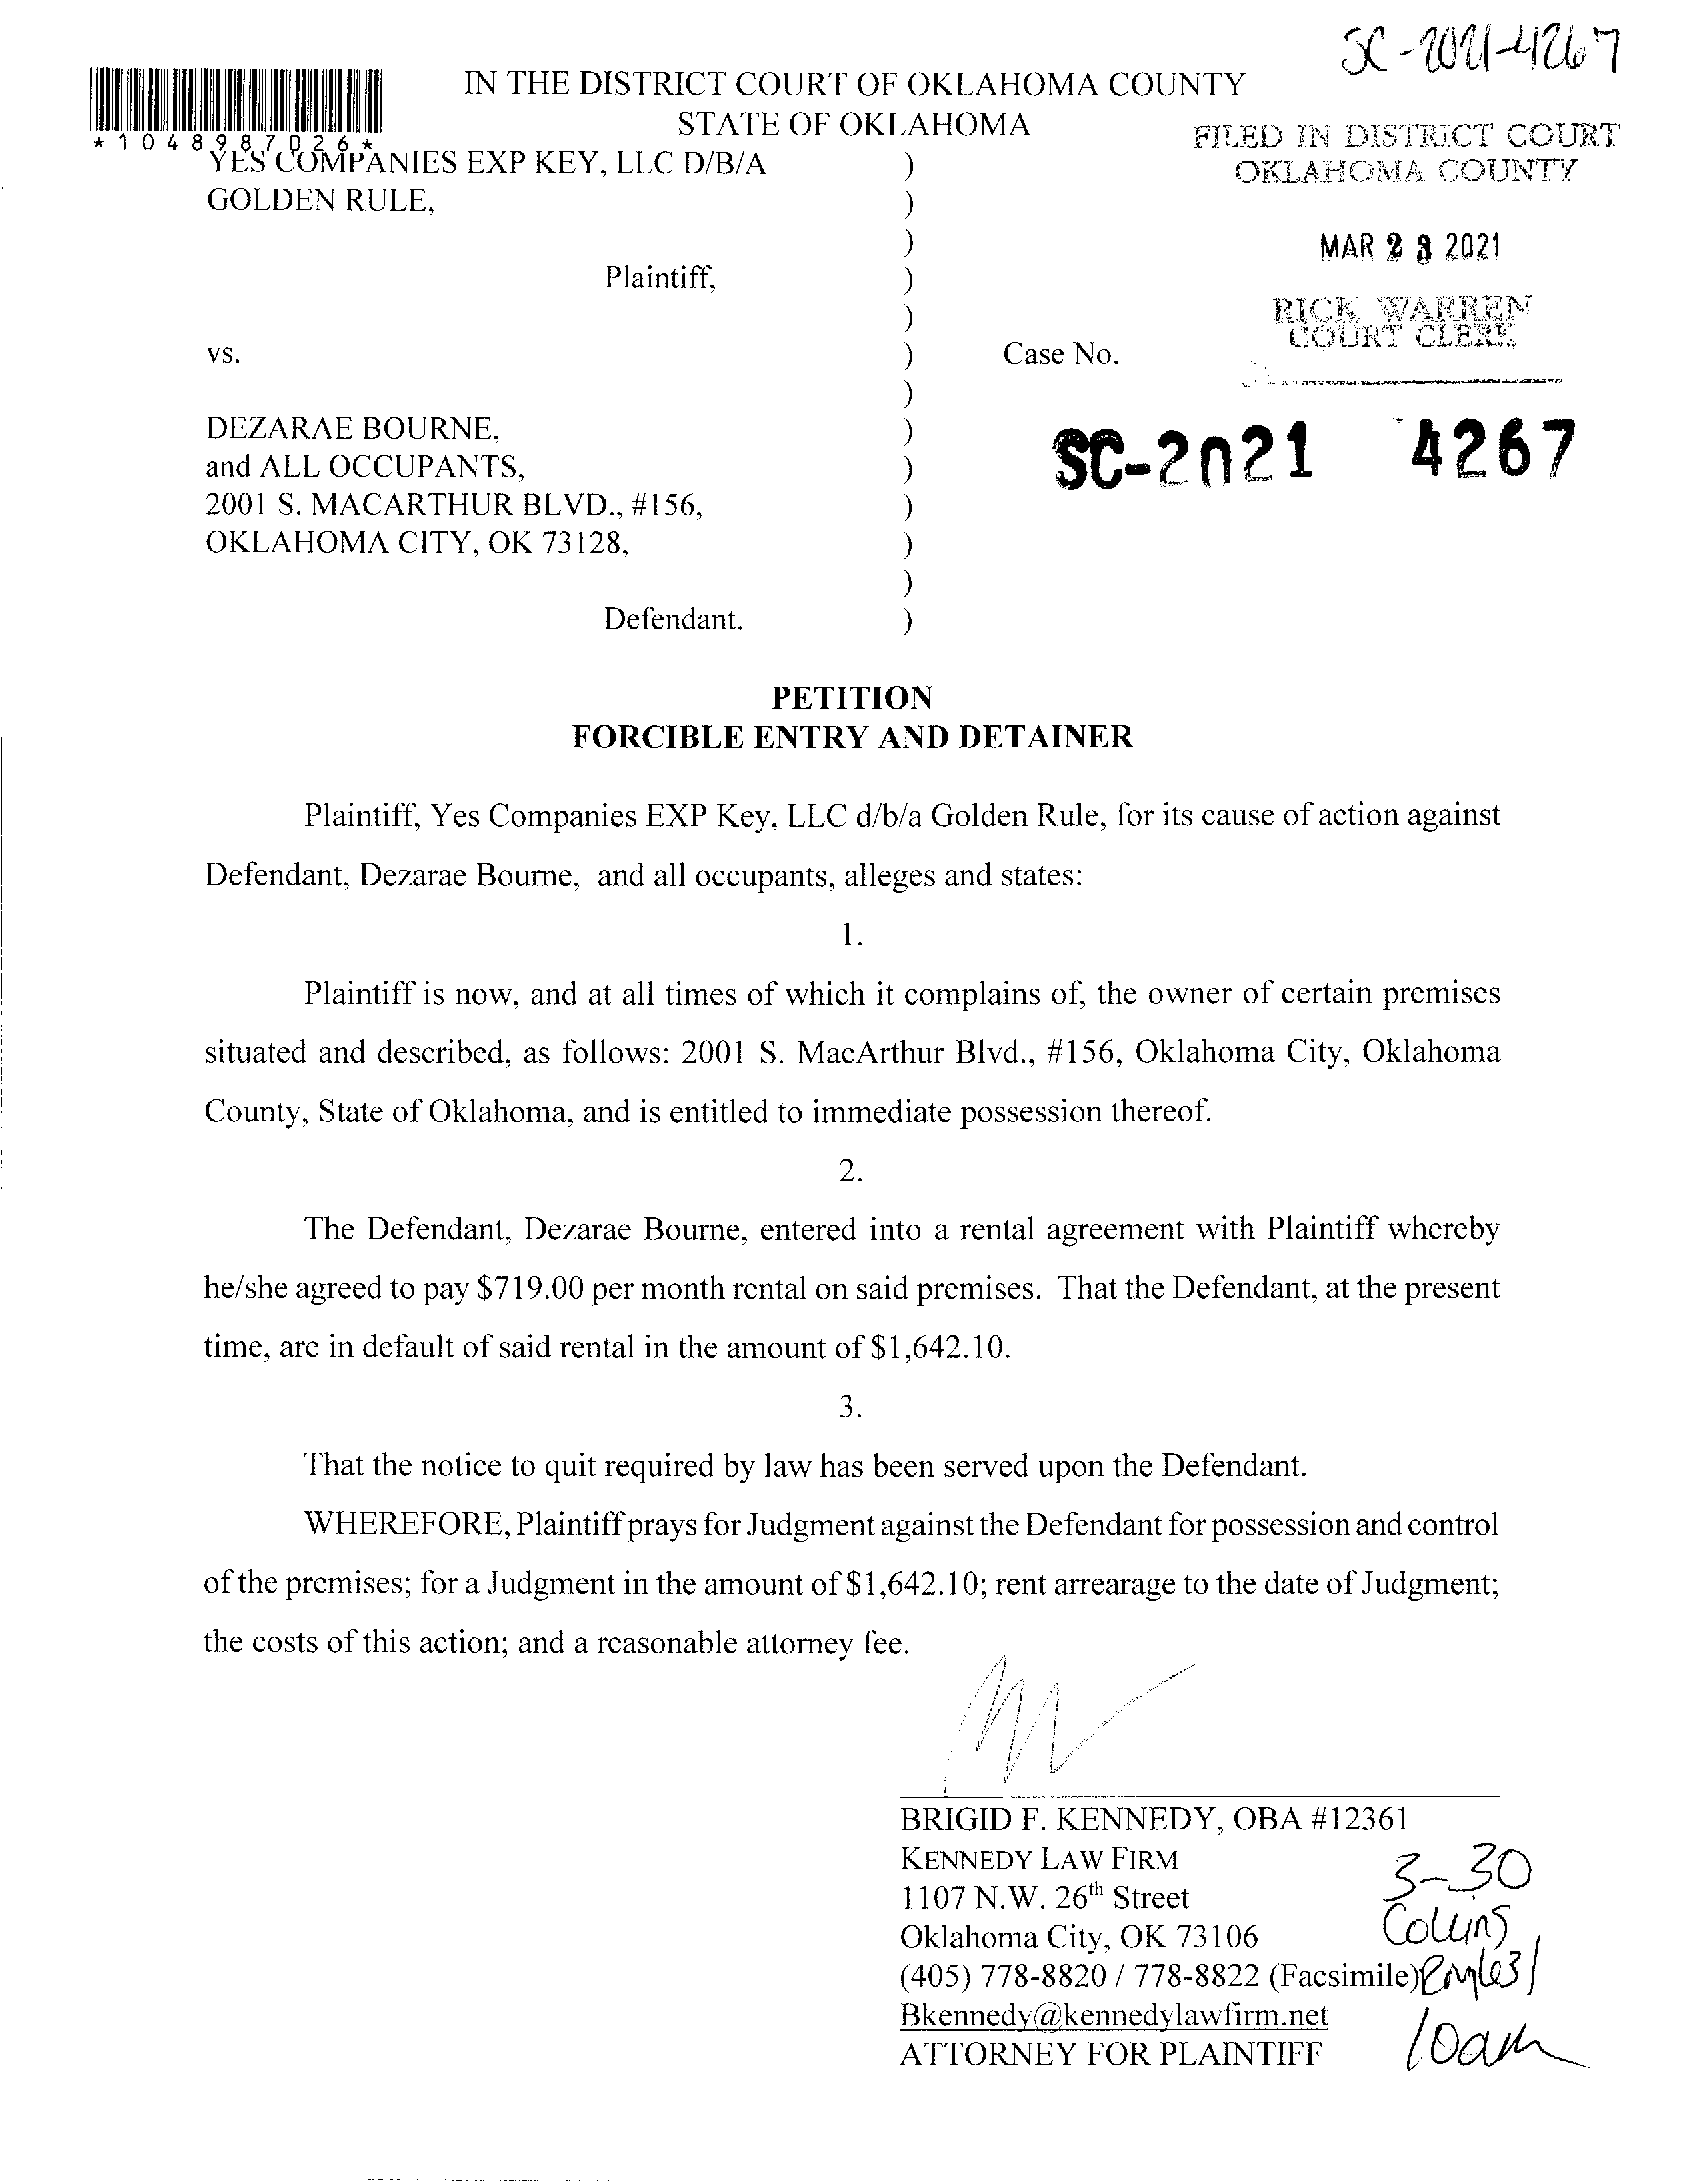 SC-2021-4267
IN THE DISTRICT COURT OF OKLAHOMA COUNTY
STATE OF OKLAHOMA
*1048987026*
FILED IN DISTRICT COURT
OKLAHOMA COUNTY
YES COMPANIES EXP KEY, LLC D/B/A )
GOLDEN RULE, )
)
MAR 23 2021
Plaintiff, )
)
RICK WARREN
COURT CLERK
vs. ) Case No.
)
DEZARAE BOURNE, )
SC-2021 4267
and ALL OCCUPANTS, )
2001 S. MACARTHUR BLVD., #156, )
OKLAHOMA CITY, OK 73128, )
)
Defendant. )
PETITION
FORCIBLE ENTRY AND DETAINER
Plaintiff, Yes Companies EXP Key, LLC d/b/a Golden Rule, for its cause of action against
Defendant, Dezarae Bourne, and all occupants, alleges and states:
1.
Plaintiff is now, and at all times of which it complains of, the owner of certain premises
situated and described, as follows: 2001 S. MacArthur Blvd., #156, Oklahoma City, Oklahoma
County, State of Oklahoma, and is entitled to immediate possession thereof.
2.
The Defendant, Dezarae Bourne, entered into a rental agreement with Plaintiff whereby
he/she agreed to pay $719.00 per month rental on said premises. That the Defendant, at the present
time, are in default of said rental in the amount of $1,642.10.
3.
That the notice to quit required by law has been served upon the Defendant.
WHEREFORE, Plaintiff prays for Judgment against the Defendant for possession and control
of the premises; for a Judgment in the amount of $1,642.10; rent arrearage to the date of Judgment;
the costs of this action; and a reasonable attorney fee.
BRIGID F. KENNEDY, OBA #12361
KENNEDY LAW FIRM
1107 N.W. 26th Street
Oklahoma City, OK 73106
(405) 778-8820 / 778-8822 (Facsimile)
Bkennedy@kennedylawfirm.net
ATTORNEY FOR PLAINTIFF
3-30
Collins
10am